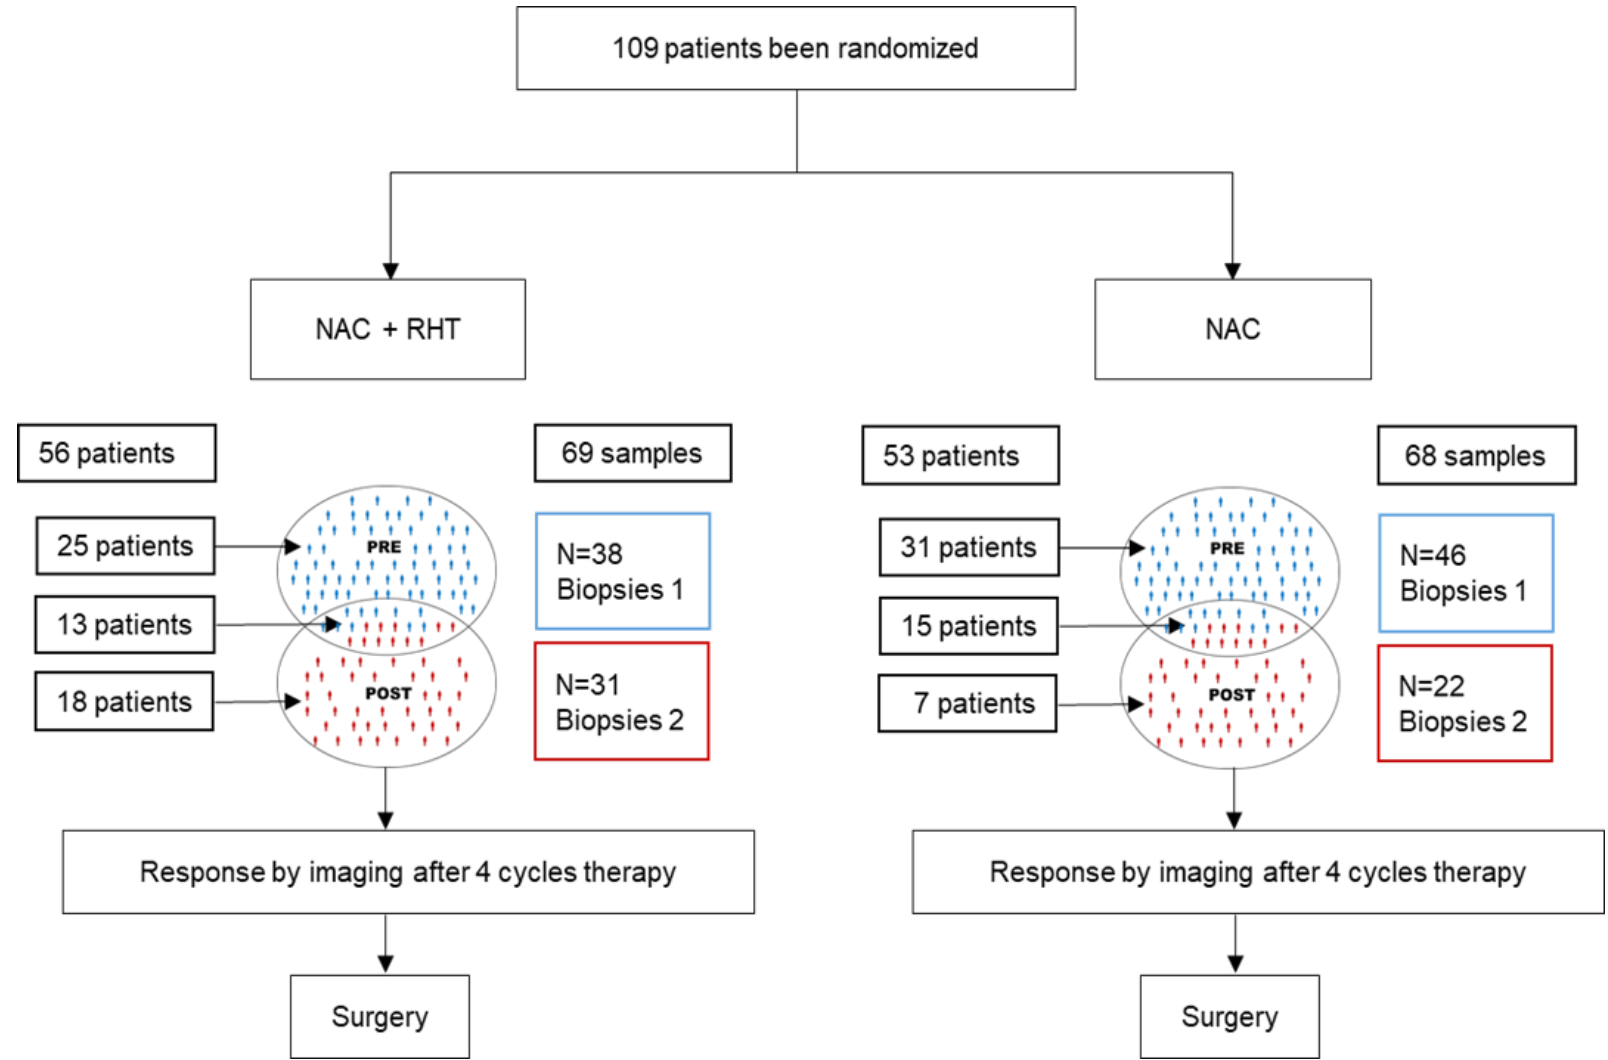 109 patients been randomized
NAC + RHT
NAC
56 patients
69 samples
25 patients
13 patients
18 patients
PRE
POST
N=38
Biopsies 1
N=31
Biopsies 2
53 patients
68 samples
31 patients
15 patients
7 patients
PRE
POST
N=46
Biopsies 1
N=22
Biopsies 2
Response by imaging after 4 cycles therapy
Response by imaging after 4 cycles therapy
Surgery
Surgery